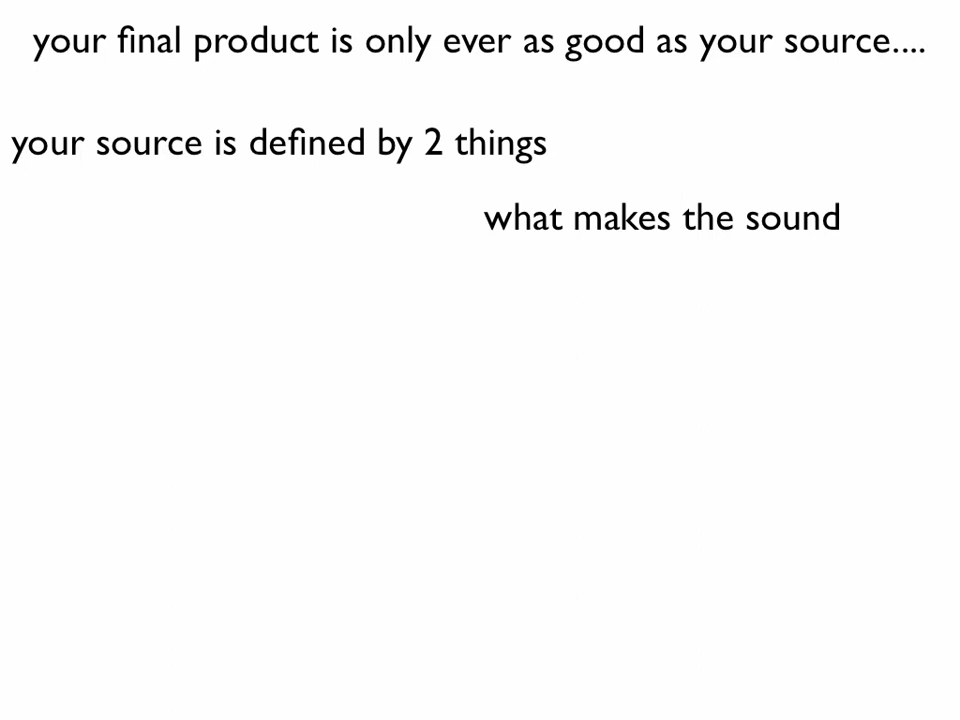 your final product is only ever as good as your source....
your source is defined by 2 things
what makes the sound